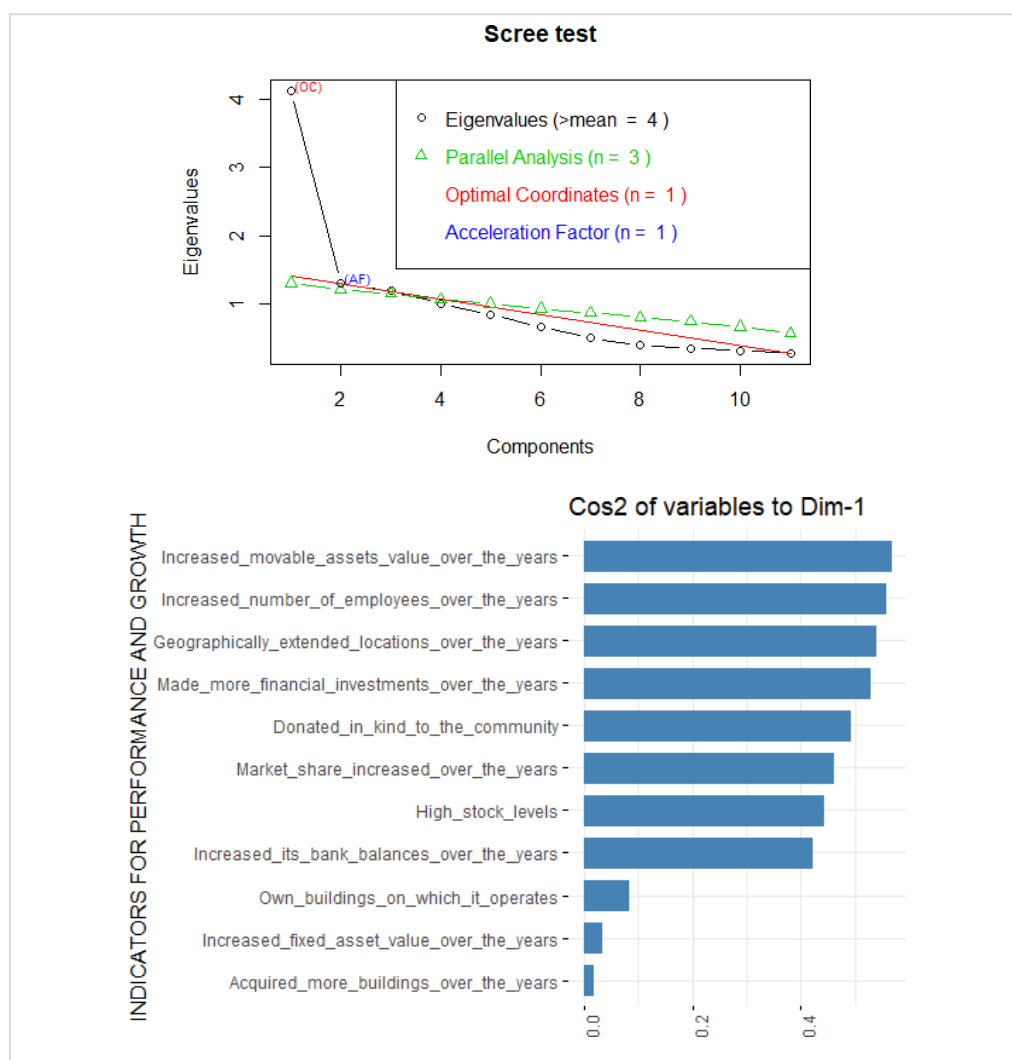 Scree test
(OC)
Eigenvalues (>mean = 4 )
Parallel Analysis (n = 3 )
Optimal Coordinates (n = 1 )
Acceleration Factor (n = 1 )
(AF)
Eigenvalues
4
3
2
1
2 4 6 8 10
Components
Cos2 of variables to Dim-1
INDICATORS FOR PERFORMANCE AND GROWTH
Increased_movable_assets_value_over_the_years
Increased_number_of_employees_over_the_years
Geographically_extended_locations_over_the_years
Made_more_financial_investments_over_the_years
Donated_in_kind_to_the_community
Market_share_increased_over_the_years
High_stock_levels
Increased_its_bank_balances_over_the_years
Own_buildings_on_which_it_operates
Increased_fixed_asset_value_over_the_years
Acquired_more_buildings_over_the_years
0.0 0.2 0.4